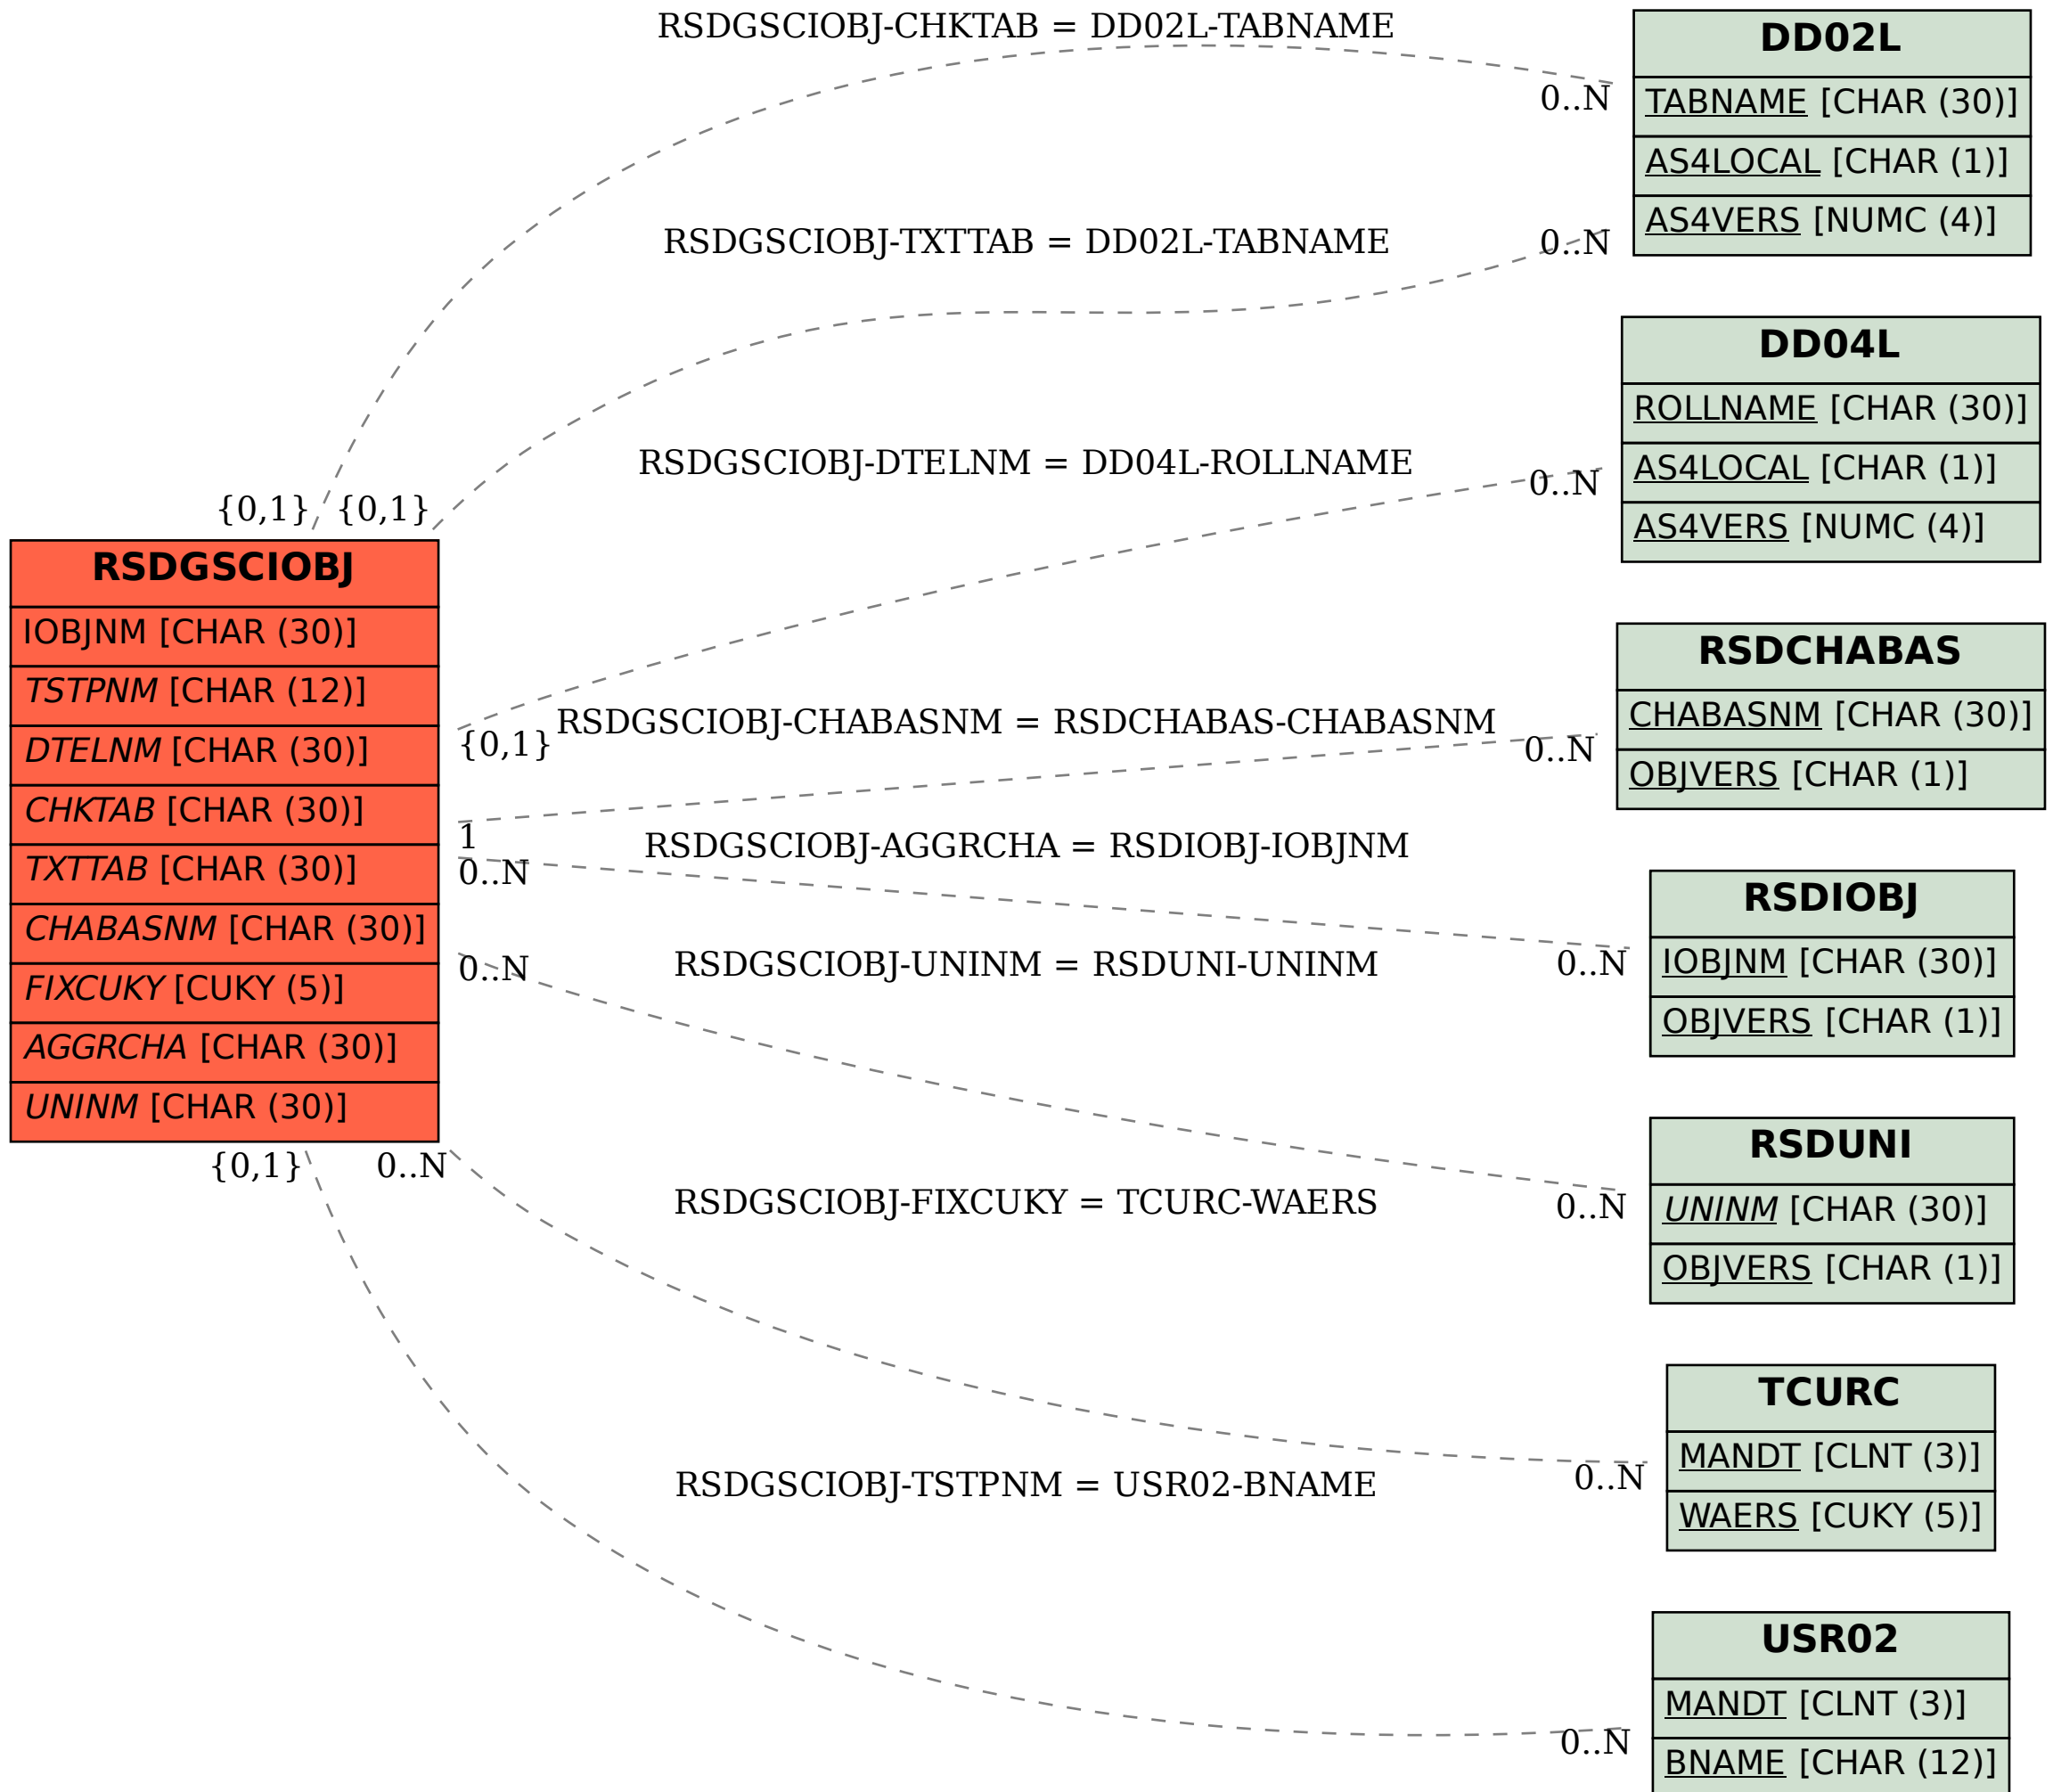 RSDGSCIOBJ-CHKTAB = DD02L-TABNAME
0..N
{0,1}
RSDGSCIOBJ-TXTTAB = DD02L-TABNAME
0..N
{0,1}
RSDGSCIOBJ-DTELNM = DD04L-ROLLNAME
0..N
{0,1}
RSDGSCIOBJ-CHABASNM = RSDCHABAS-CHABASNM
0..N
1
RSDGSCIOBJ-AGGRCHA = RSDIOBJ-IOBJNM
0..N
0..N
RSDGSCIOBJ-UNINM = RSDUNI-UNINM
0..N
0..N
RSDGSCIOBJ-FIXCUKY = TCURC-WAERS
0..N
0..N
RSDGSCIOBJ-TSTPNM = USR02-BNAME
0..N
{0,1}
RSDGSCIOBJ
IOBJNM [CHAR (30)]
TSTPNM [CHAR (12)]
DTELNM [CHAR (30)]
CHKTAB [CHAR (30)]
TXTTAB [CHAR (30)]
CHABASNM [CHAR (30)]
FIXCUKY [CUKY (5)]
AGGRCHA [CHAR (30)]
UNINM [CHAR (30)]
DD02L
TABNAME [CHAR (30)]
AS4LOCAL [CHAR (1)]
AS4VERS [NUMC (4)]
DD04L
ROLLNAME [CHAR (30)]
AS4LOCAL [CHAR (1)]
AS4VERS [NUMC (4)]
RSDCHABAS
CHABASNM [CHAR (30)]
OBJVERS [CHAR (1)]
RSDIOBJ
IOBJNM [CHAR (30)]
OBJVERS [CHAR (1)]
RSDUNI
UNINM [CHAR (30)]
OBJVERS [CHAR (1)]
TCURC
MANDT [CLNT (3)]
WAERS [CUKY (5)]
USR02
MANDT [CLNT (3)]
BNAME [CHAR (12)]